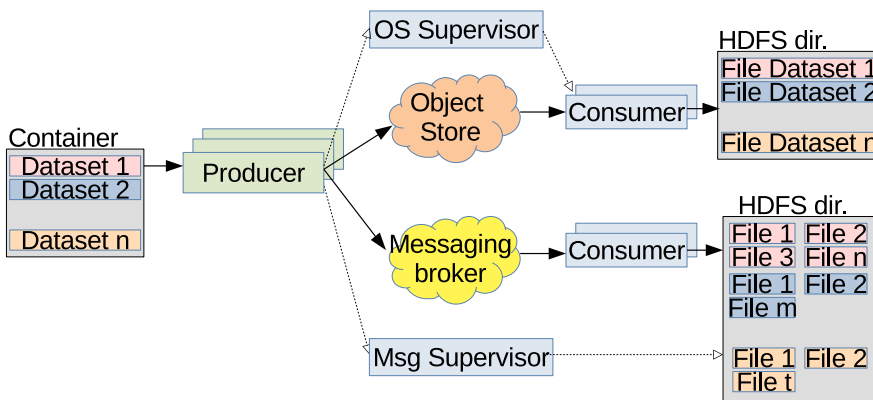 OS Supervisor
HDFS dir.
File Dataset 1
File Dataset 2
File Dataset n
Object
Store
Consumer
Container
Dataset 1
Dataset 2
Dataset n
Producer
Messaging
broker
Consumer
HDFS dir.
File 1 File 2
File 3 File n
File 1 File 2
File m
File 1 File 2
File t
Msg Supervisor